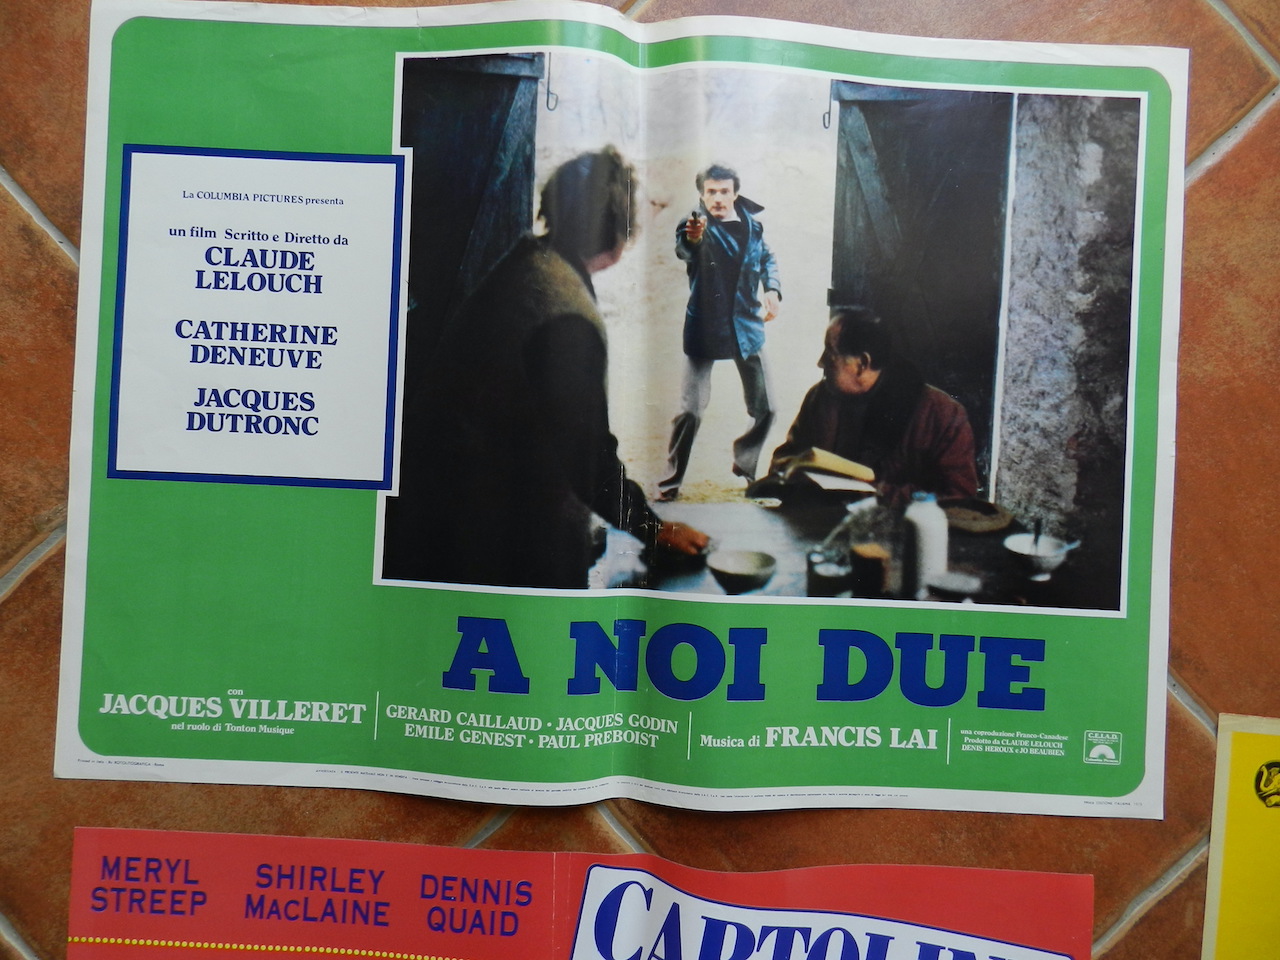 La COLUMBIA PICTURES presenta
un film Scritto e Diretto da
CLAUDE
LELOUCH
CATHERINE
DENEUVE
JACQUES
DUTRONC
A NOI DUE
con
JACQUES VILLERET
nel ruolo di Tonton Musique
GERARD CAILLAUD · JACQUES GODIN
EMILE GENEST · PAUL PREBOIST
Musica di FRANCIS LAI
una coproduzione Franco-Canadese
Prodotto da CLAUDE LELOUCH
DENIS HEROUX e JO BEAUBIEN
C.E.I.A.D.
MERYL
STREEP
SHIRLEY
MACLAINE
DENNIS
QUAID